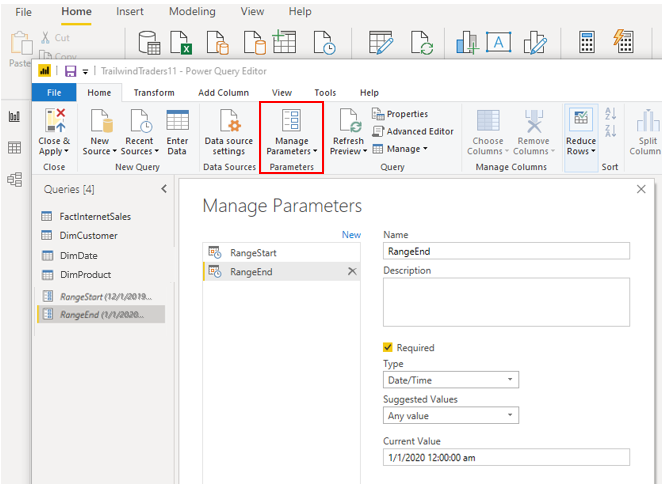 File Home Insert Modeling View Help
Cut
Paste Copy
TrailwindTraders11 - Power Query Editor
File Home Transform Add Column View Tools Help
Close & Apply
New Source
Recent Sources
Enter Data
Data source settings
Manage Parameters
Refresh Preview
Properties
Advanced Editor
Manage
Choose Columns
Remove Columns
Reduce Rows
Split Column
Close New Query Data Sources Parameters Query Manage Columns Sort
Queries [4]
FactInternetSales
DimCustomer
DimDate
DimProduct
RangeStart (12/1/2019...
RangeEnd (1/1/2020...
Manage Parameters
New
RangeStart
RangeEnd
Name
RangeEnd
Description
Required
Type
Date/Time
Suggested Values
Any value
Current Value
1/1/2020 12:00:00 am